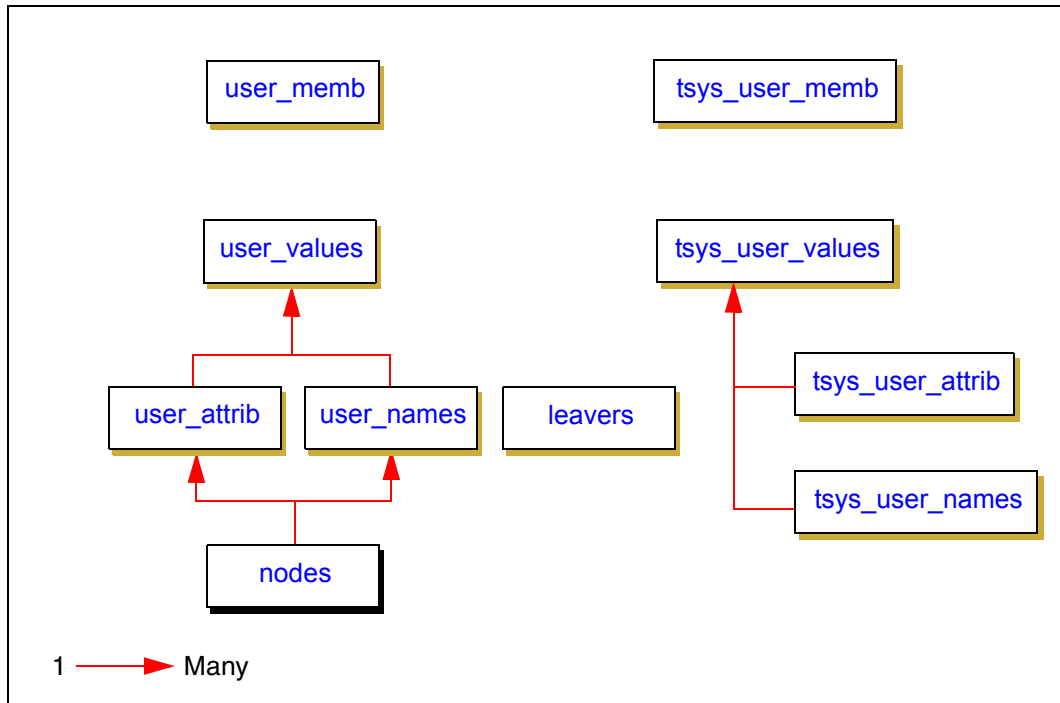 user_memb
tsys_user_memb
user_values
tsys_user_values
tsys_user_attrib
user_attrib
user_names
leavers
tsys_user_names
nodes
1
Many